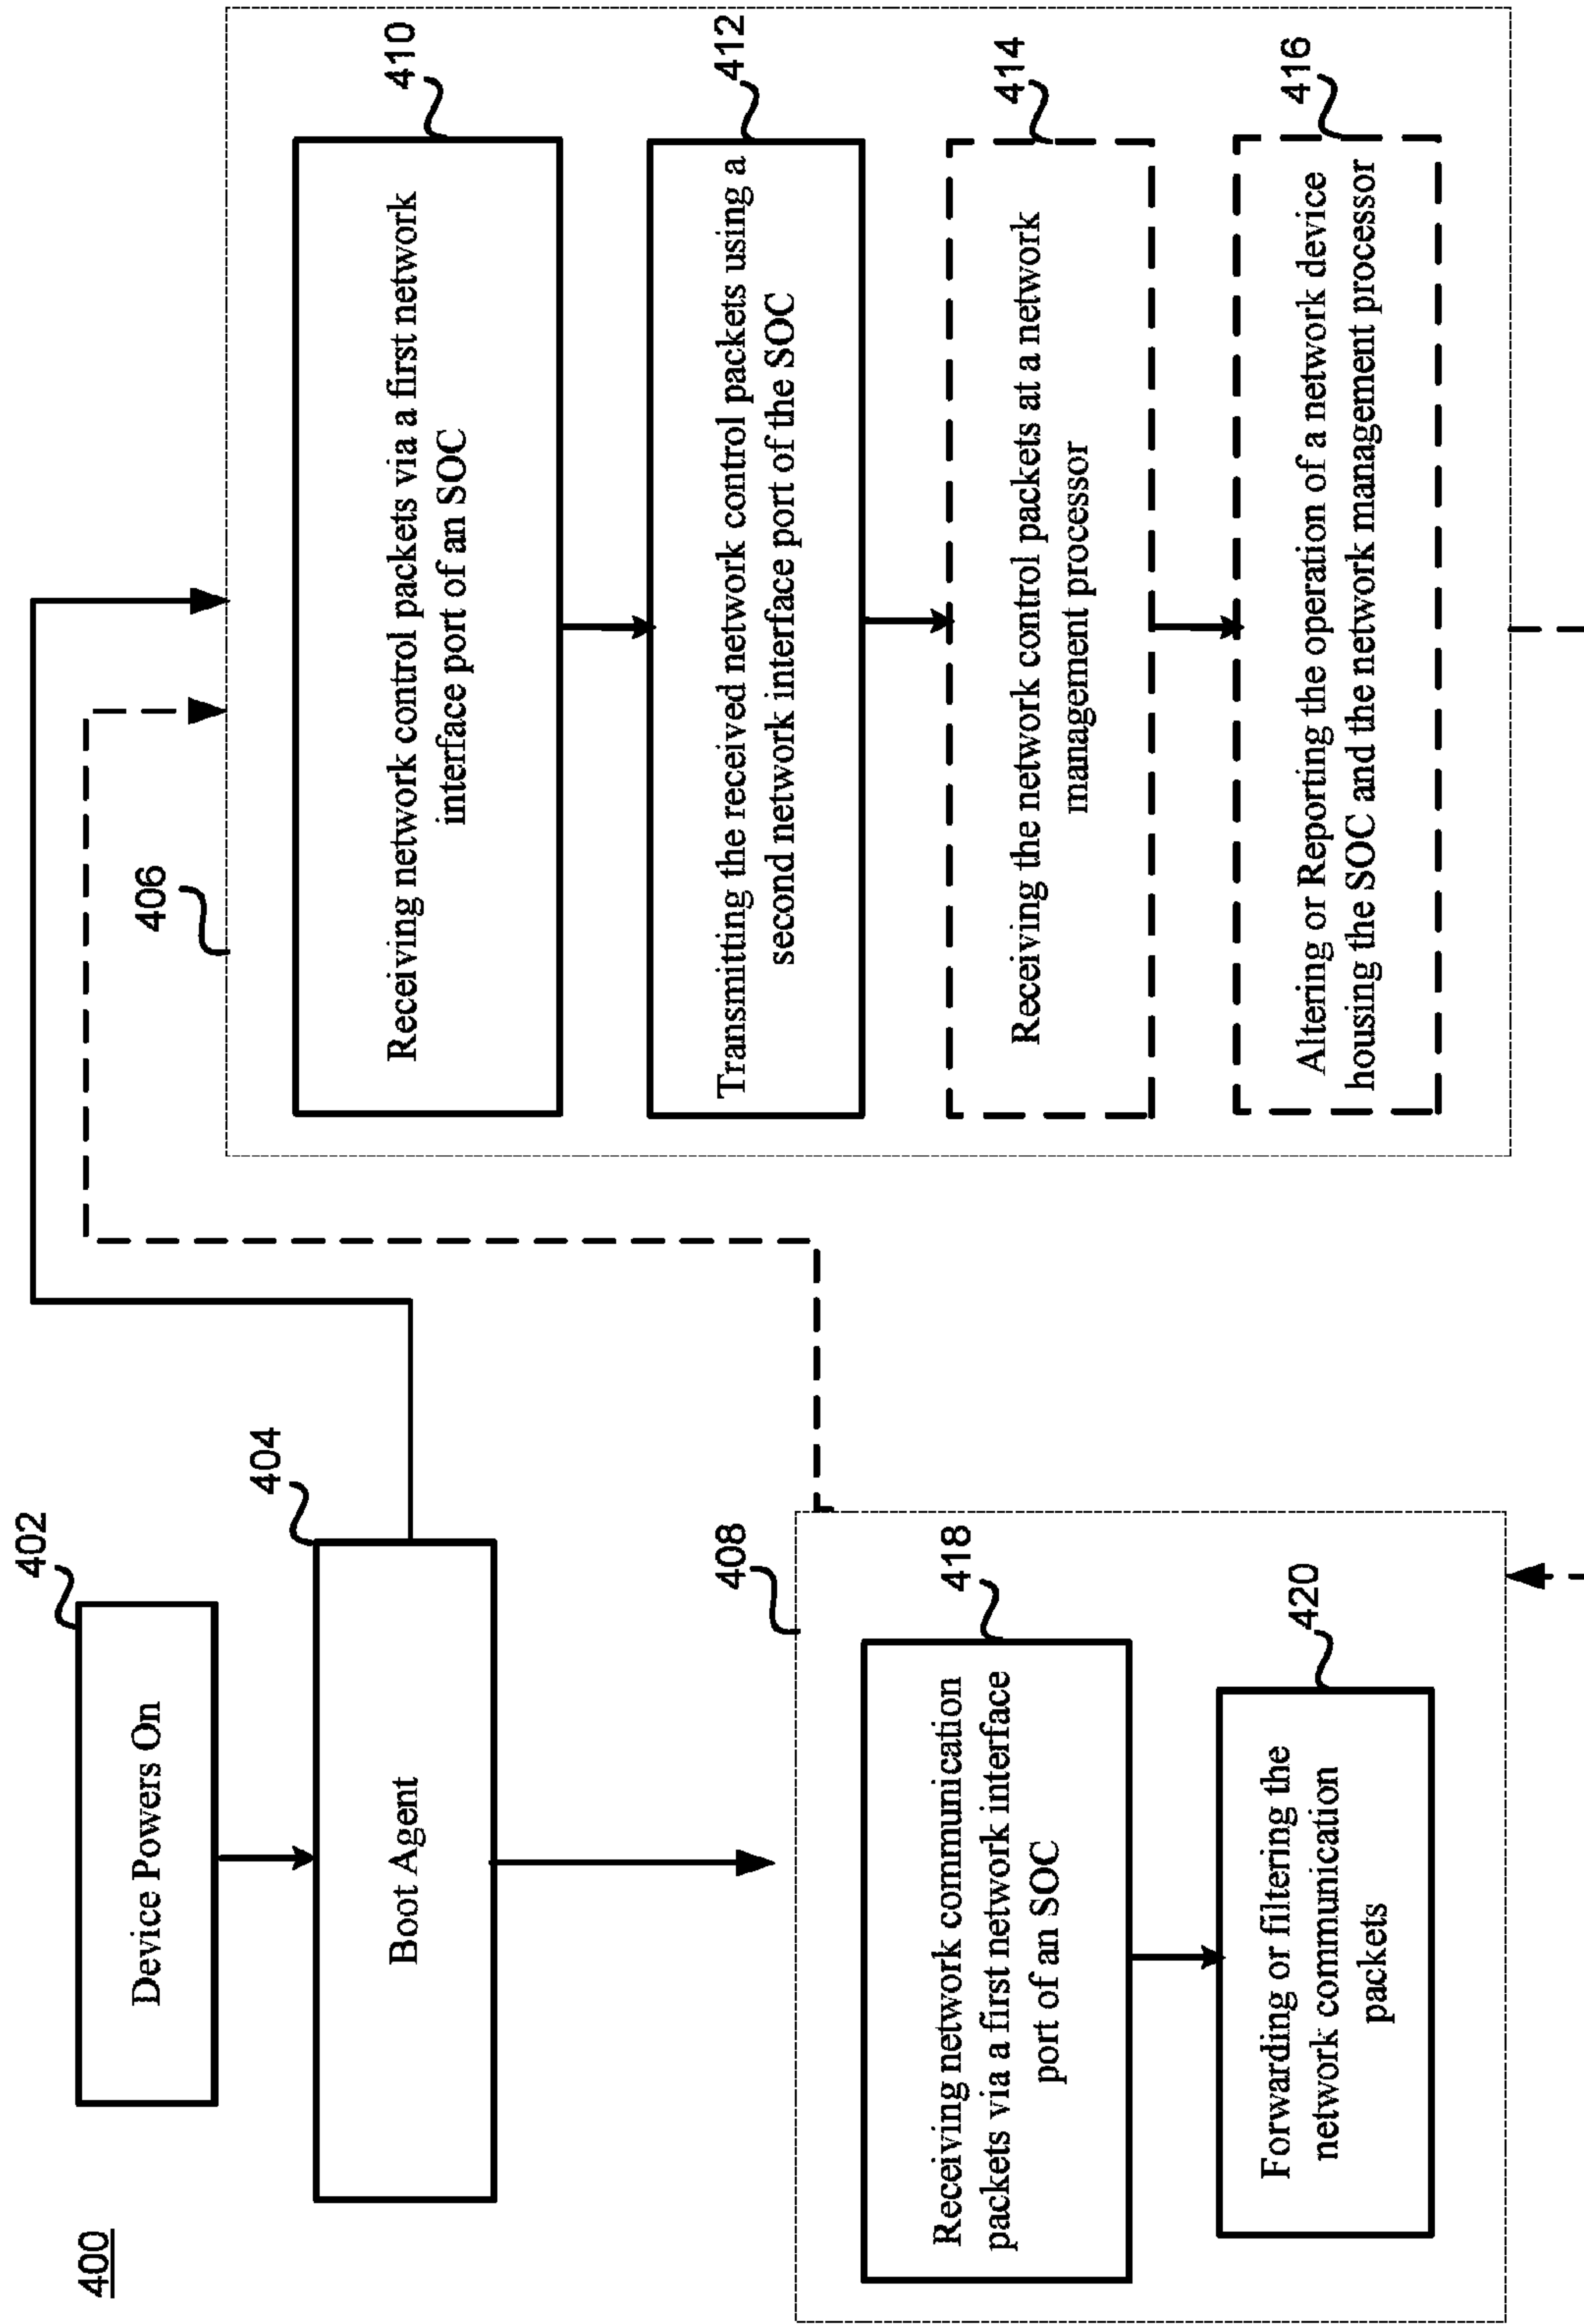 400
402
Device Powers On
404
Boot Agent
406
410
Receiving network control packets via a first network
interface port of an SOC
412
Transmitting the received network control packets using a
second network interface port of the SOC
414
Receiving the network control packets at a network
management processor
416
Altering or Reporting the operation of a network device
housing the SOC and the network management processor
408
418
Receiving network communication
packets via a first network interface
port of an SOC
420
Forwarding or filtering the
network communication
packets